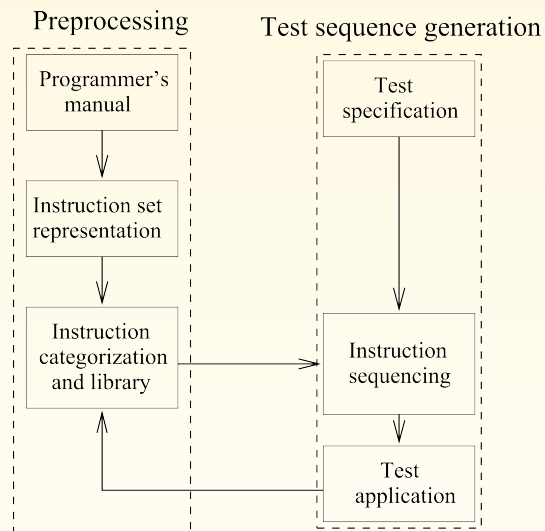 Preprocessing
Programmer's
manual
Instruction set
representation
Instruction
categorization
and library
Test sequence generation
Test
specification
Instruction
sequencing
Test
application